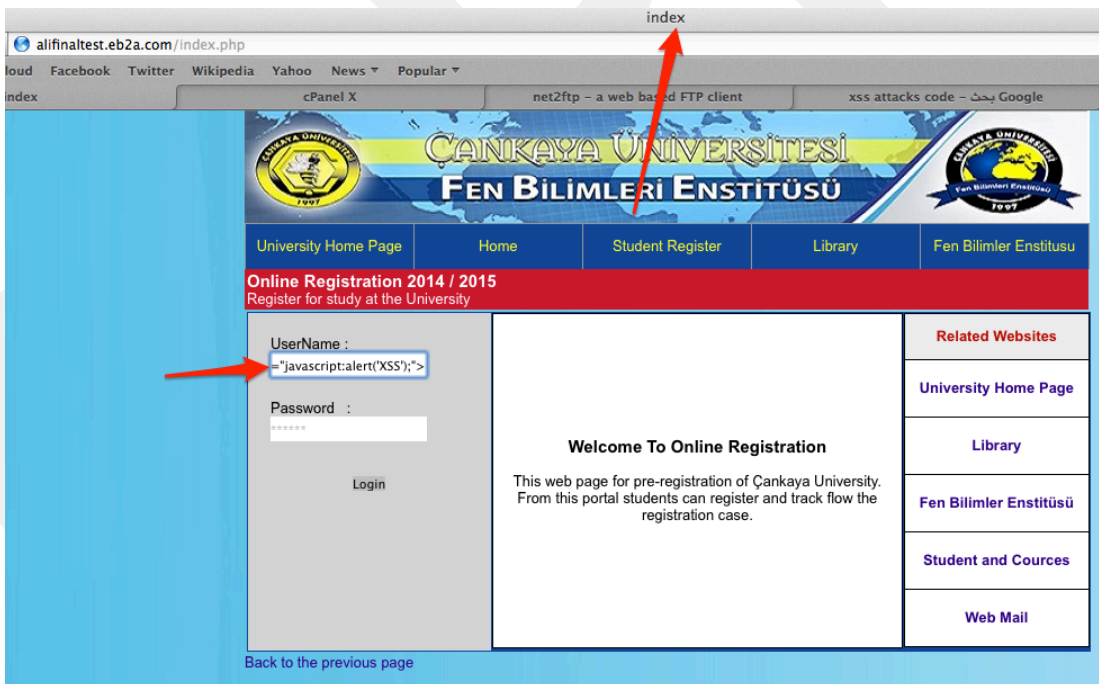 index
alifinaltest.eb2a.com/index.php
loud Facebook Twitter Wikipedia Yahoo News ▾ Popular ▾
index cPanel X net2ftp – a web based FTP client xss attacks code – بحث Google
ÇANKAYA ÜNİVERSİTESİ
FEN BİLİMLERİ ENSTİTÜSÜ
ÇANKAYA ÜNİVERSİTESİ
1997
Fen Bilimleri Enstitüsü
1997
University Home Page Home Student Register Library Fen Bilimler Enstitusu
Online Registration 2014 / 2015
Register for study at the University
UserName :
="javascript:alert('XSS');">
Password :
******
Login
Welcome To Online Registration
This web page for pre-registration of Çankaya University.
From this portal students can register and track flow the
registration case.
Related Websites
University Home Page
Library
Fen Bilimler Enstitüsü
Student and Cources
Web Mail
Back to the previous page